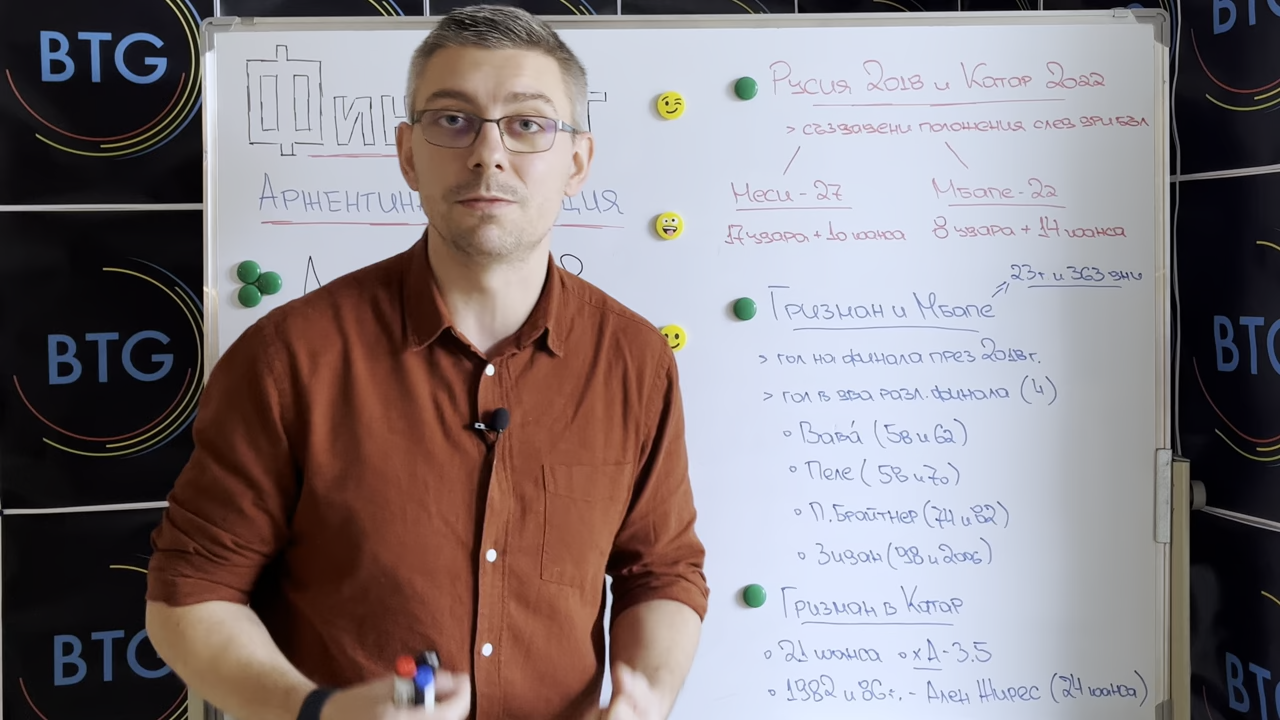 BTG
BTG
BTG
BTG
BTG
BTG
Русия 2018 и Катар 2022
> създадени положения след дрибъл
Меси - 27
Мбапе - 22
17 удара + 10 шанса
8 удара + 14 шанса
23г и 363 дни
Гризман и Мбапе
> гол на финала през 2018г.
> гол в два разл. финала (4)
• Вавá (58 и 62)
• Пеле (58 и 70)
• П. Брайтнер (74 и 82)
• Зидан (98 и 2006)
Гризман в Катар
• 21 шанса • xA - 3.5
• 1982 и 86г. - Ален Жирес (24 шанса)